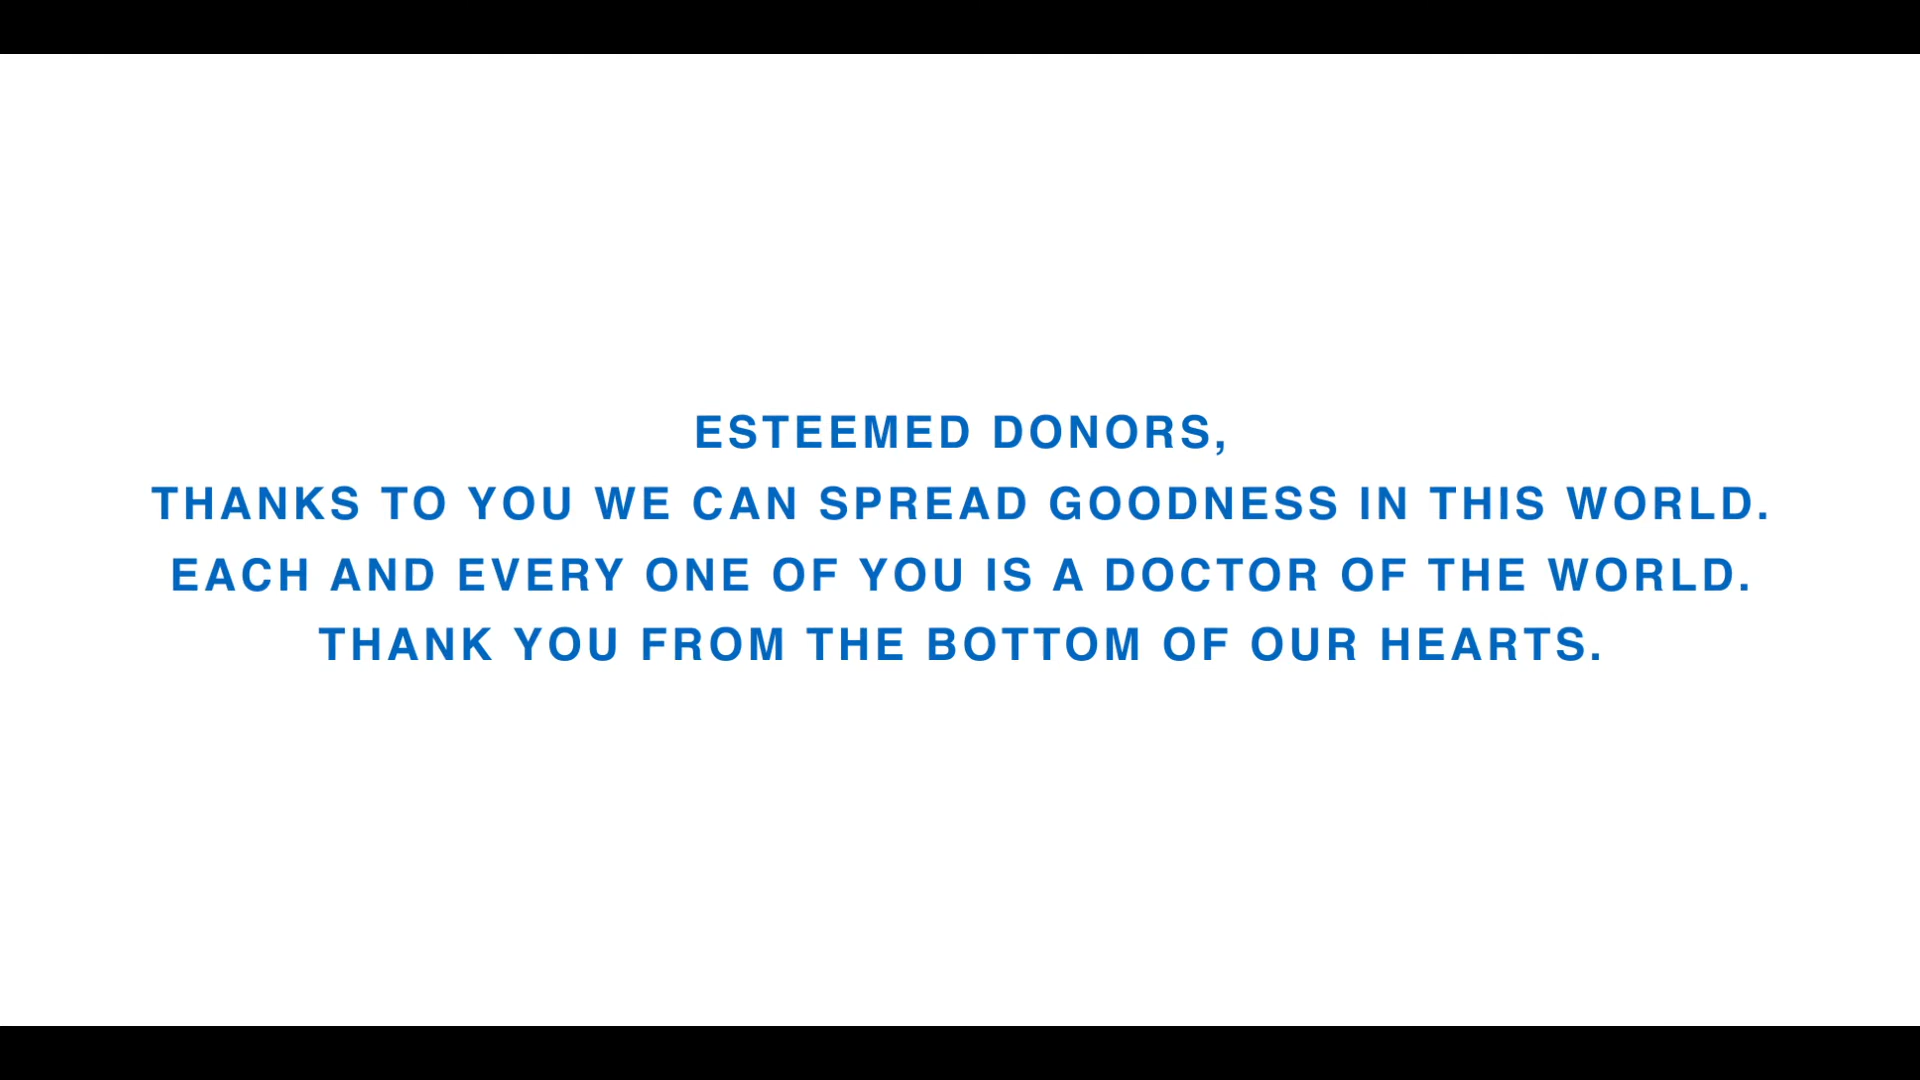 ESTEEMED DONORS,
THANKS TO YOU WE CAN SPREAD GOODNESS IN THIS WORLD.
EACH AND EVERY ONE OF YOU IS A DOCTOR OF THE WORLD.
THANK YOU FROM THE BOTTOM OF OUR HEARTS.